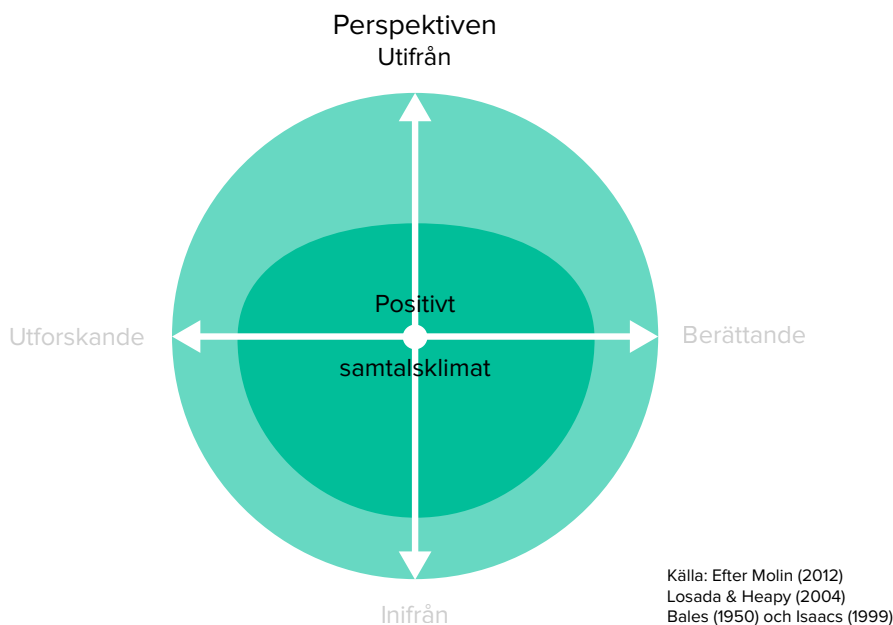 Perspektiven
Utifrån
Positivt
Utforskande
Berättande
samtalsklimat
Inifrån
Källa: Efter Molin (2012)
Losada & Heapy (2004)
Bales (1950) och Isaacs (1999)